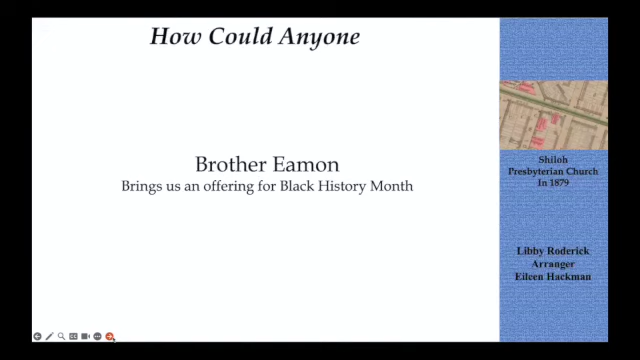 How Could Anyone
Brother Eamon
Brings us an offering for Black History Month
Shiloh
Presbyterian Church
In 1879
Libby Roderick
Arranger
Eileen Hackman